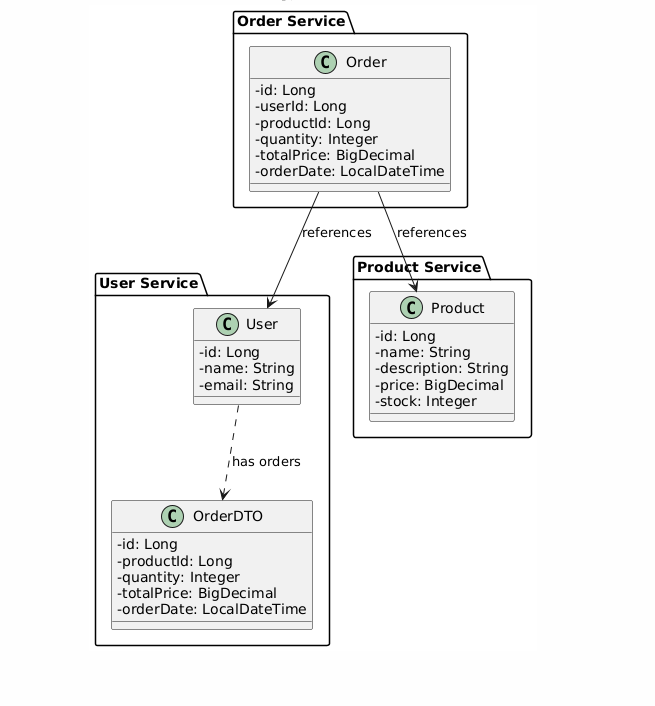 Order Service
C Order
-id: Long
-userId: Long
-productId: Long
-quantity: Integer
-totalPrice: BigDecimal
-orderDate: LocalDateTime
references
references
User Service
C User
-id: Long
-name: String
-email: String
has orders
C OrderDTO
-id: Long
-productId: Long
-quantity: Integer
-totalPrice: BigDecimal
-orderDate: LocalDateTime
Product Service
C Product
-id: Long
-name: String
-description: String
-price: BigDecimal
-stock: Integer